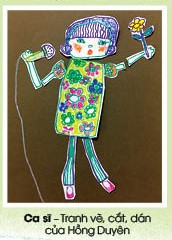 Ca sĩ – Tranh vẽ, cắt, dán
của Hồng Duyên